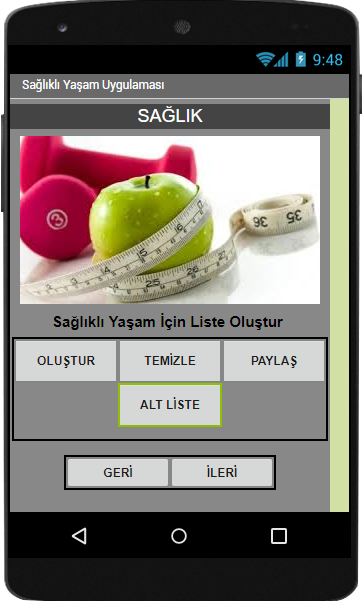 9:48
Sağlıklı Yaşam Uygulaması
SAĞLIK
3
35
36
Sağlıklı Yaşam İçin Liste Oluştur
OLUŞTUR TEMİZLE PAYLAŞ
ALT LİSTE
GERİ İLERİ